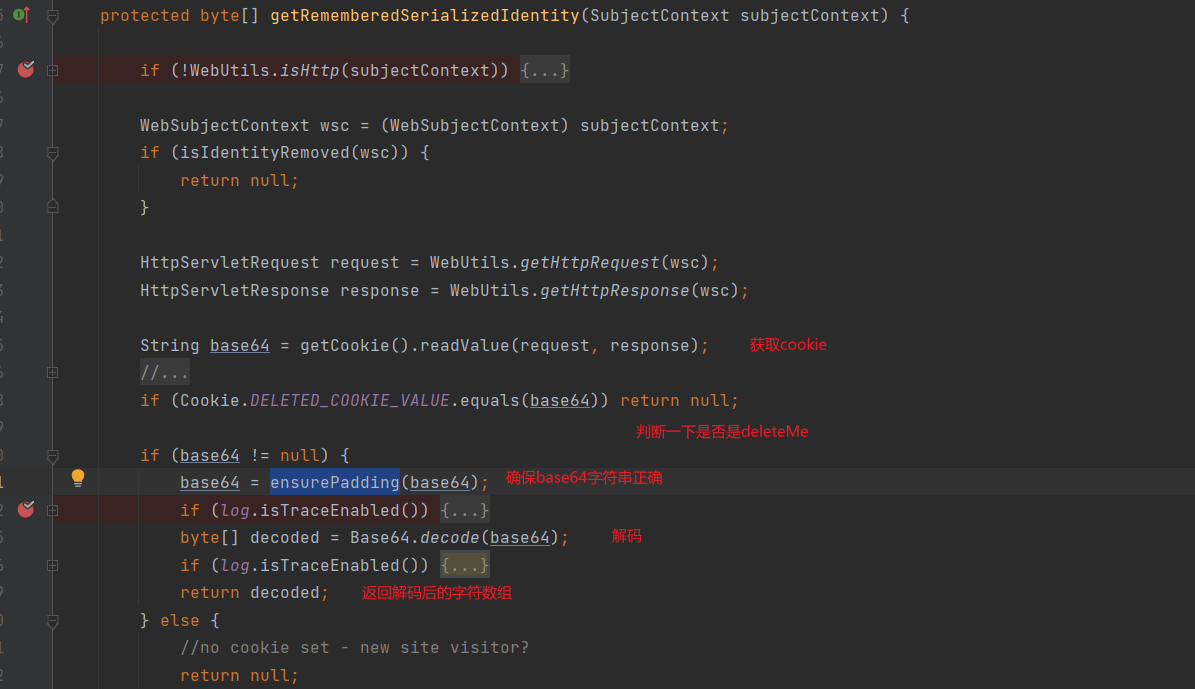 protected byte[] getRememberedSerializedIdentity(SubjectContext subjectContext) {
if (!WebUtils.isHttp(subjectContext)) {...}
WebSubjectContext wsc = (WebSubjectContext) subjectContext;
if (isIdentityRemoved(wsc)) {
return null;
}
HttpServletRequest request = WebUtils.getHttpRequest(wsc);
HttpServletResponse response = WebUtils.getHttpResponse(wsc);
String base64 = getCookie().readValue(request, response); 获取cookie
//...
if (Cookie.DELETED_COOKIE_VALUE.equals(base64)) return null;
判断一下是否是deleteMe
if (base64 != null) {
base64 = ensurePadding(base64); 确保base64字符串正确
if (log.isTraceEnabled()) {...}
byte[] decoded = Base64.decode(base64); 解码
if (log.isTraceEnabled()) {...}
return decoded; 返回解码后的字符数组
} else {
//no cookie set - new site visitor?
return null;